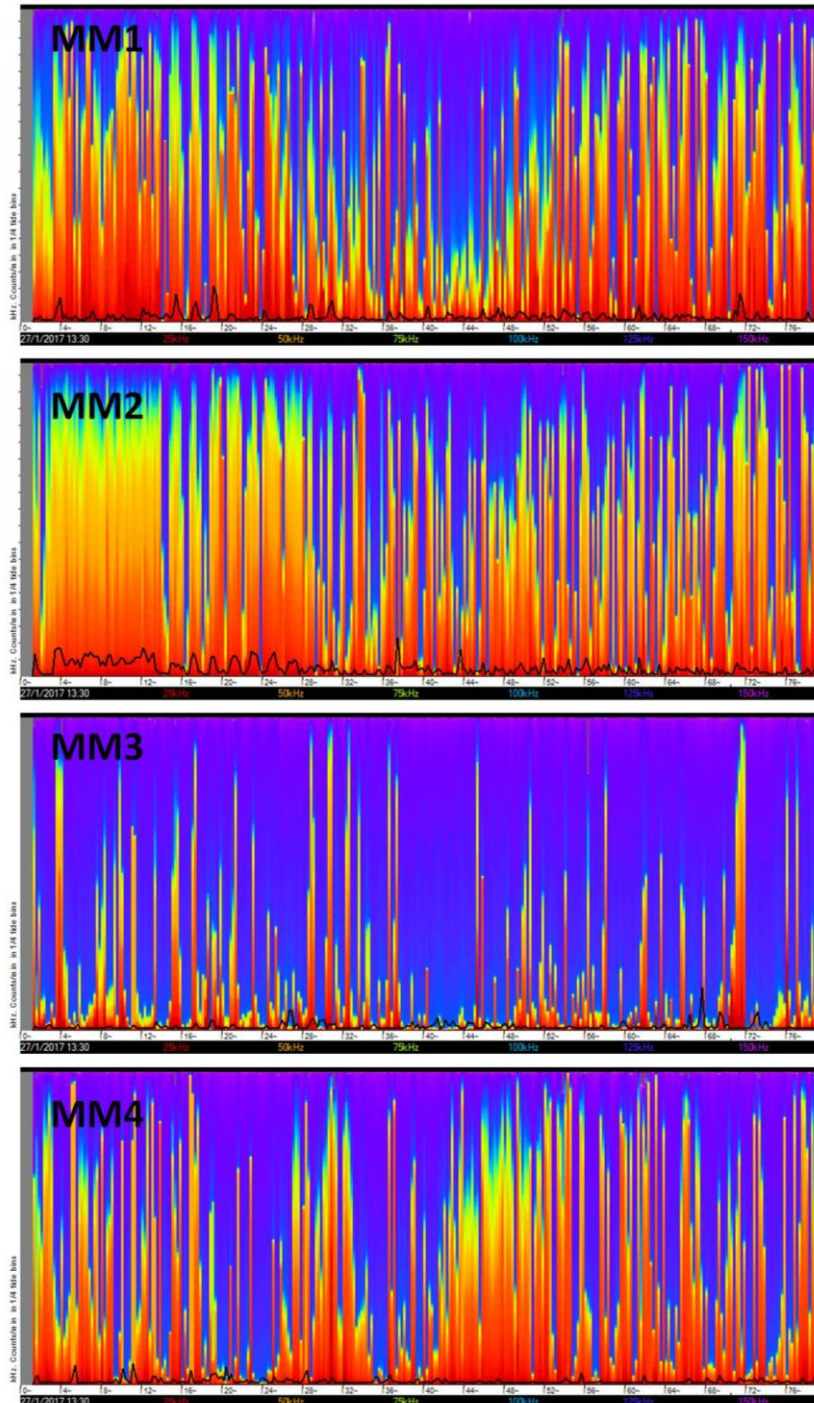 MM1
kHz. Counts/min in 1/4 tide bins
0~ 4~ 8~ 12~ 16~ 20~ 24~ 28~ 32~ 36~ 40~ 44~ 48~ 52~ 56~ 60~ 64~ 68~ 72~ 76~
27/1/2017 13:30 25kHz 50kHz 75kHz 100kHz 125kHz 150kHz
MM2
kHz. Counts/min in 1/4 tide bins
0~ 4~ 8~ 12~ 16~ 20~ 24~ 28~ 32~ 36~ 40~ 44~ 48~ 52~ 56~ 60~ 64~ 68~ 72~ 76~
27/1/2017 13:30 25kHz 50kHz 75kHz 100kHz 125kHz 150kHz
MM3
kHz. Counts/min in 1/4 tide bins
0~ 4~ 8~ 12~ 16~ 20~ 24~ 28~ 32~ 36~ 40~ 44~ 48~ 52~ 56~ 60~ 64~ 68~ 72~ 76~
27/1/2017 13:30 25kHz 50kHz 75kHz 100kHz 125kHz 150kHz
MM4
kHz. Counts/min in 1/4 tide bins
0~ 4~ 8~ 12~ 16~ 20~ 24~ 28~ 32~ 36~ 40~ 44~ 48~ 52~ 56~ 60~ 64~ 68~ 72~ 76~
27/1/2017 13:30 25kHz 50kHz 75kHz 100kHz 125kHz 150kHz